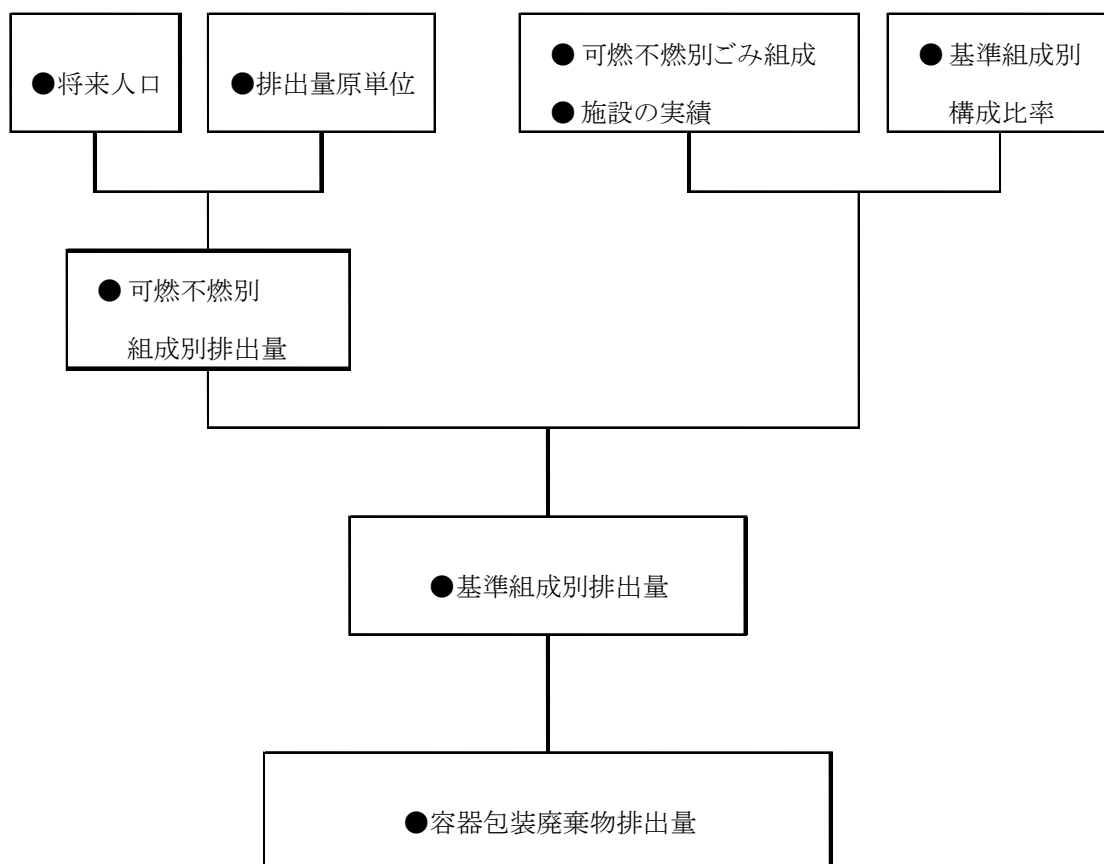 ●将来人口
●排出量原単位
● 可燃不燃別ごみ組成
● 施設の実績
● 基準組成別
構成比率
● 可燃不燃別
組成別排出量
●基準組成別排出量
●容器包装廃棄物排出量